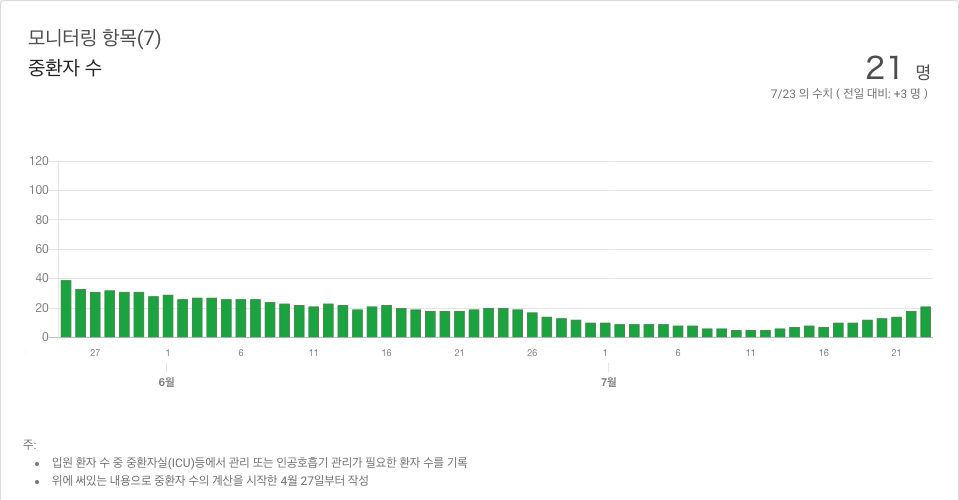 모니터링 항목(7)
중환자 수
21 명
7/23 의 수치 ( 전일 대비: +3 명 )
120
100
80
60
40
20
0
27 1 6 11 16 21 26 1 6 11 16 21
6월 7월
주:
• 입원 환자 수 중 중환자실(ICU)등에서 관리 또는 인공호흡기 관리가 필요한 환자 수를 기록
• 위에 써있는 내용으로 중환자 수의 계산을 시작한 4월 27일부터 작성